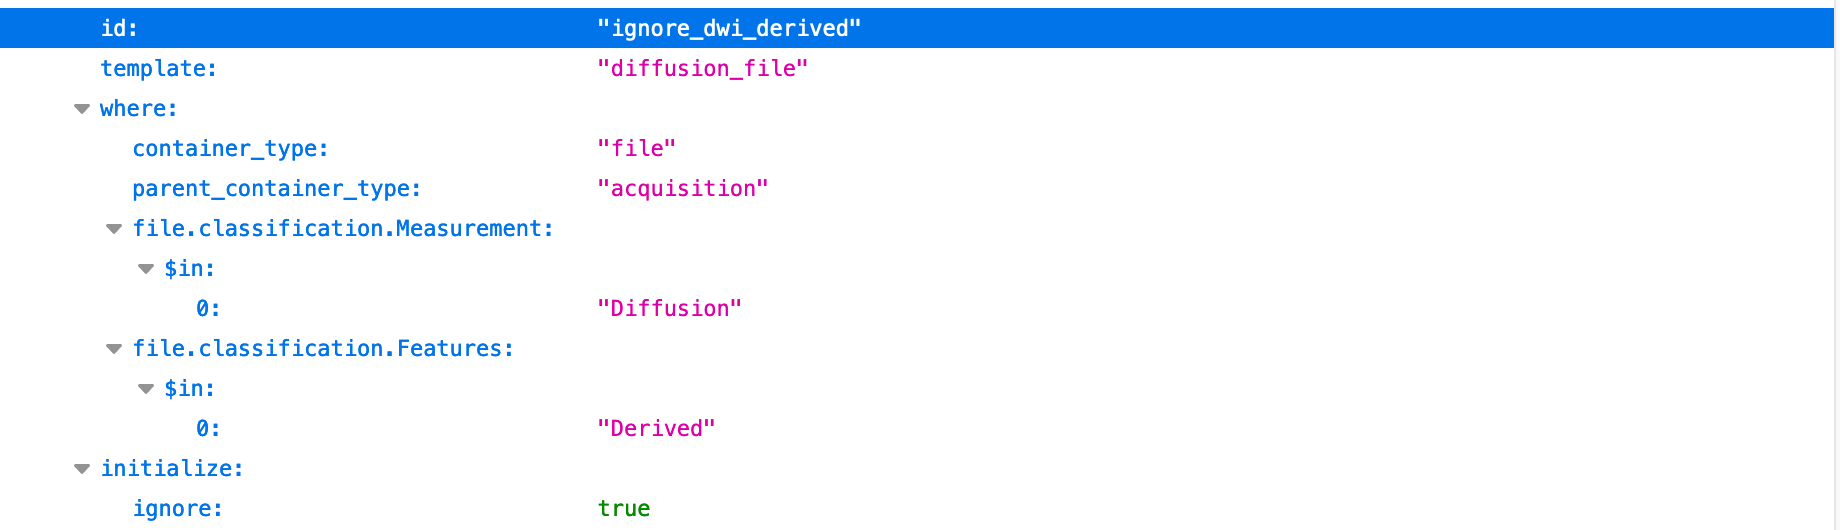 id: "ignore_dwi_derived"
template: "diffusion_file"
where:
container_type: "file"
parent_container_type: "acquisition"
file.classification.Measurement:
$in:
0: "Diffusion"
file.classification.Features:
$in:
0: "Derived"
initialize:
ignore: true